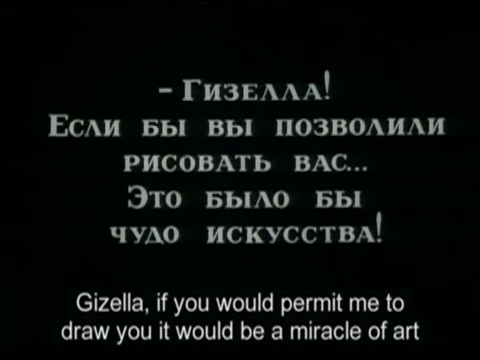 - Гизелла!
Если бы вы позволили
рисовать вас...
Это было бы
чудо искусства!
Gizella, if you would permit me to
draw you it would be a miracle of art